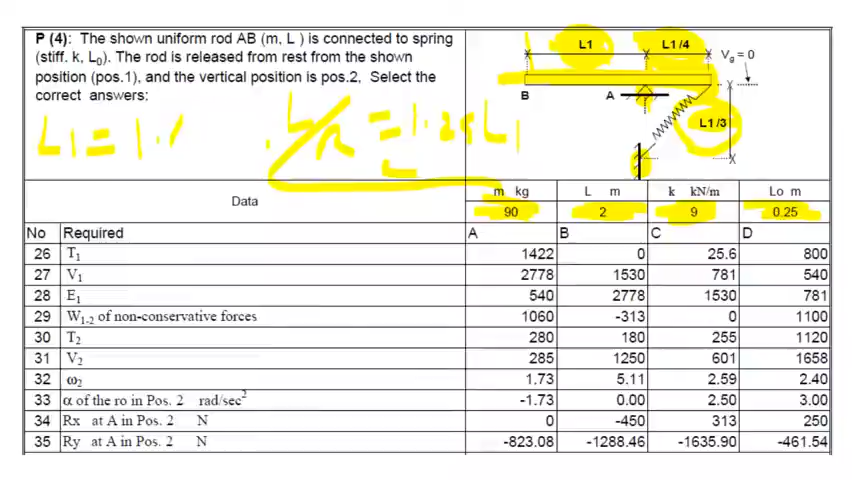 P (4): The shown uniform rod AB (m, L ) is connected to spring
(stiff. k, L0). The rod is released from rest from the shown
position (pos.1), and the vertical position is pos.2, Select the
correct answers:
L1 =
= 1.25 L1
L1
L1/4
Vg = 0
B
A
L1/3
Data
m kg
L m
k kN/m
Lo m
90
2
9
0.25
No Required A B C D
26 T1 1422 0 25.6 800
27 V1 2778 1530 781 540
28 E1 540 2778 1530 781
29 W1-2 of non-conservative forces 1060 -313 0 1100
30 T2 280 180 255 1120
31 V2 285 1250 601 1658
32 ω2 1.73 5.11 2.59 2.40
33 α of the ro in Pos. 2 rad/sec2 -1.73 0.00 2.50 3.00
34 Rx at A in Pos. 2 N 0 -450 313 250
35 Ry at A in Pos. 2 N -823.08 -1288.46 -1635.90 -461.54